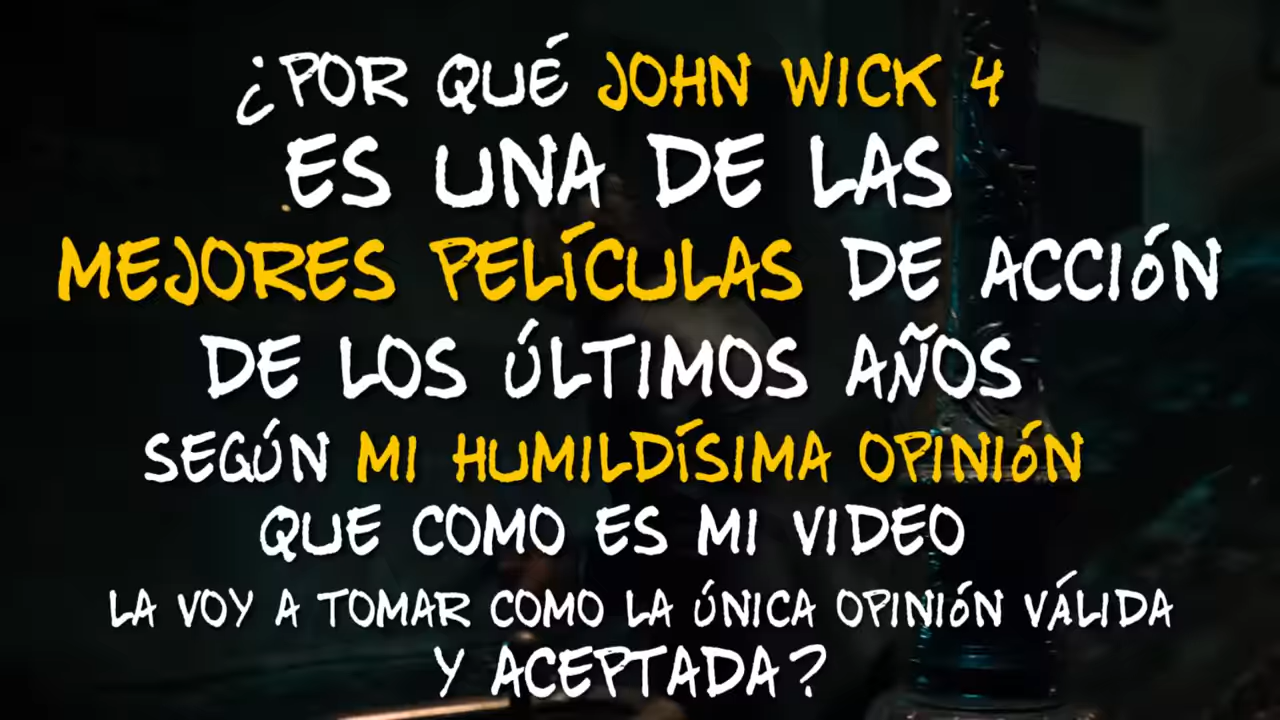 ¿POR QUÉ JOHN WICK 4
ES UNA DE LAS
MEJORES PELÍCULAS DE ACCIÓN
DE LOS ÚLTIMOS AÑOS
SEGÚN MI HUMILDÍSIMA OPINIÓN
QUE COMO ES MI VIDEO
LA VOY A TOMAR COMO LA ÚNICA OPINIÓN VÁLIDA
Y ACEPTADA?